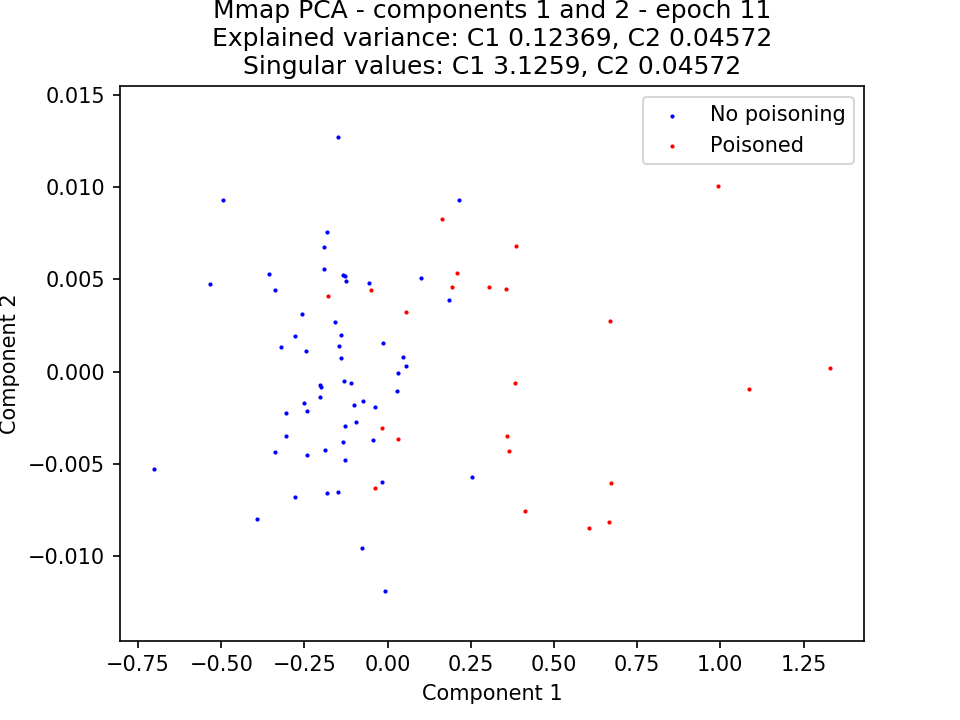 Mmap PCA - components 1 and 2 - epoch 11
Explained variance: C1 0.12369, C2 0.04572
Singular values: C1 3.1259, C2 0.04572
No poisoning
Poisoned
0.015
0.010
0.005
0.000
−0.005
−0.010
Component 2
−0.75
−0.50
−0.25
0.00
0.25
0.50
0.75
1.00
1.25
Component 1